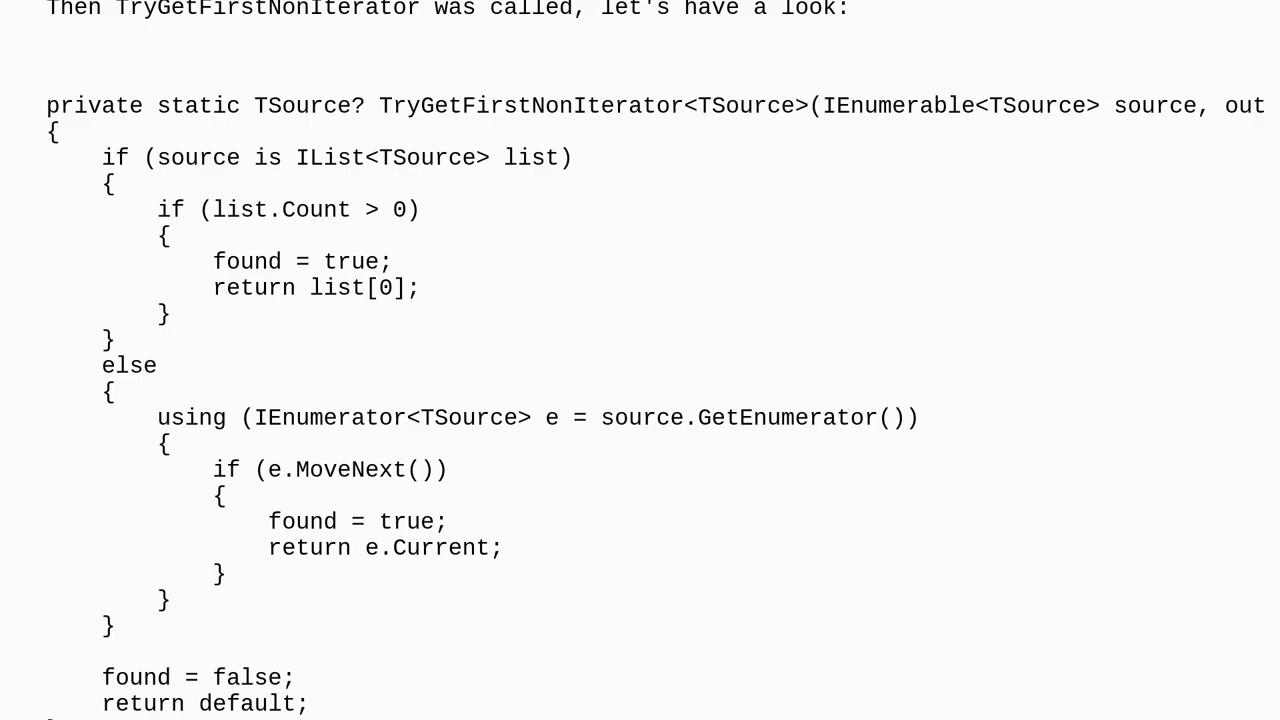 Then TryGetFirstNonIterator was called, let's have a look:
private static TSource? TryGetFirstNonIterator<TSource>(IEnumerable<TSource> source, out
{
    if (source is IList<TSource> list)
    {
        if (list.Count > 0)
        {
            found = true;
            return list[0];
        }
    }
    else
    {
        using (IEnumerator<TSource> e = source.GetEnumerator())
        {
            if (e.MoveNext())
            {
                found = true;
                return e.Current;
            }
        }
    }

    found = false;
    return default;